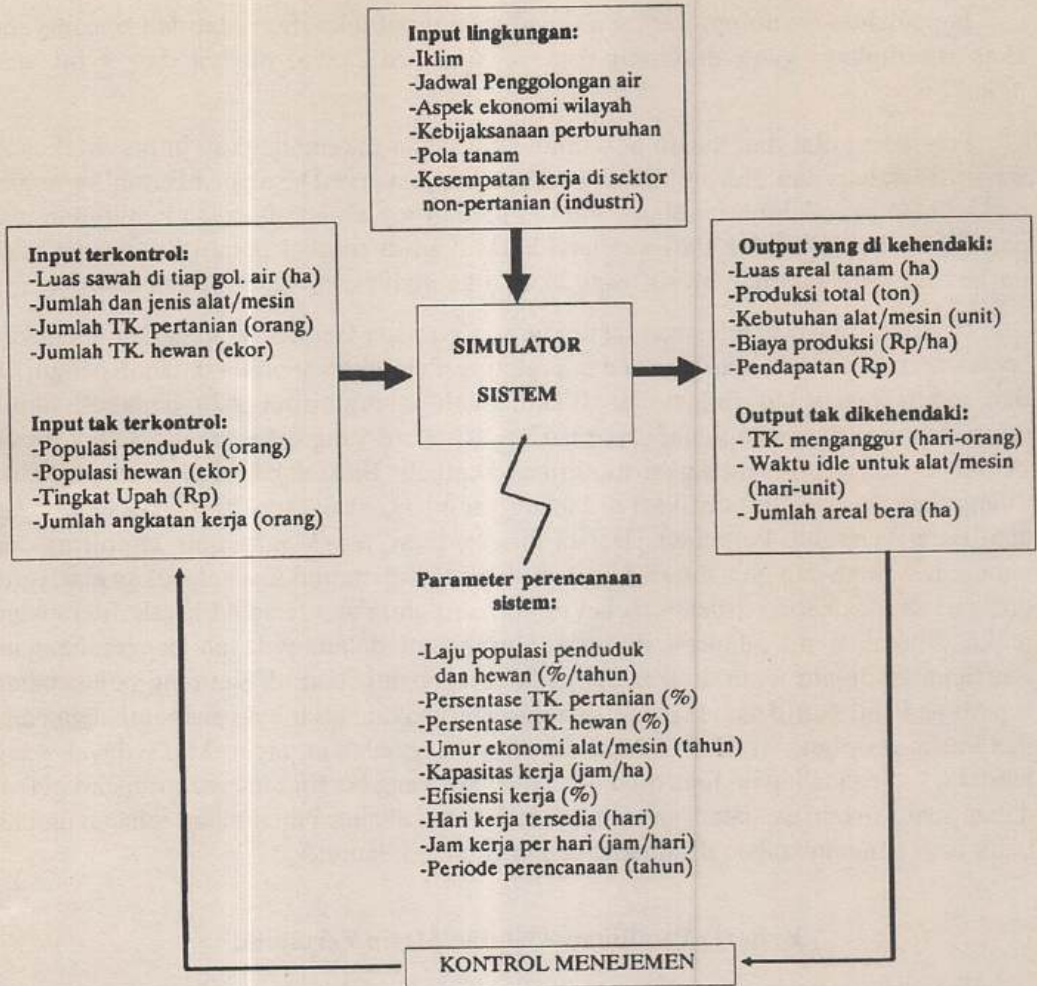 Input lingkungan:
-Iklim
-Jadwal Penggolongan air
-Aspek ekonomi wilayah
-Kebijaksanaan perburuhan
-Pola tanam
-Kesempatan kerja di sektor
non-pertanian (industri)
Input terkontrol:
-Luas sawah di tiap gol. air (ha)
-Jumlah dan jenis alat/mesin
-Jumlah TK. pertanian (orang)
-Jumlah TK. hewan (ekor)
Input tak terkontrol:
-Populasi penduduk (orang)
-Populasi hewan (ekor)
-Tingkat Upah (Rp)
-Jumlah angkatan kerja (orang)
SIMULATOR
SISTEM
Output yang di kehendaki:
-Luas areal tanam (ha)
-Produksi total (ton)
-Kebutuhan alat/mesin (unit)
-Biaya produksi (Rp/ha)
-Pendapatan (Rp)
Output tak dikehendaki:
- TK. menganggur (hari-orang)
- Waktu idle untuk alat/mesin
(hari-unit)
- Jumlah areal bera (ha)
Parameter perencanaan
sistem:
-Laju populasi penduduk
dan hewan (%/tahun)
-Persentase TK. pertanian (%)
-Persentase TK. hewan (%)
-Umur ekonomi alat/mesin (tahun)
-Kapasitas kerja (jam/ha)
-Efisiensi kerja (%)
-Hari kerja tersedia (hari)
-Jam kerja per hari (jam/hari)
-Periode perencanaan (tahun)
KONTROL MENEJEMEN